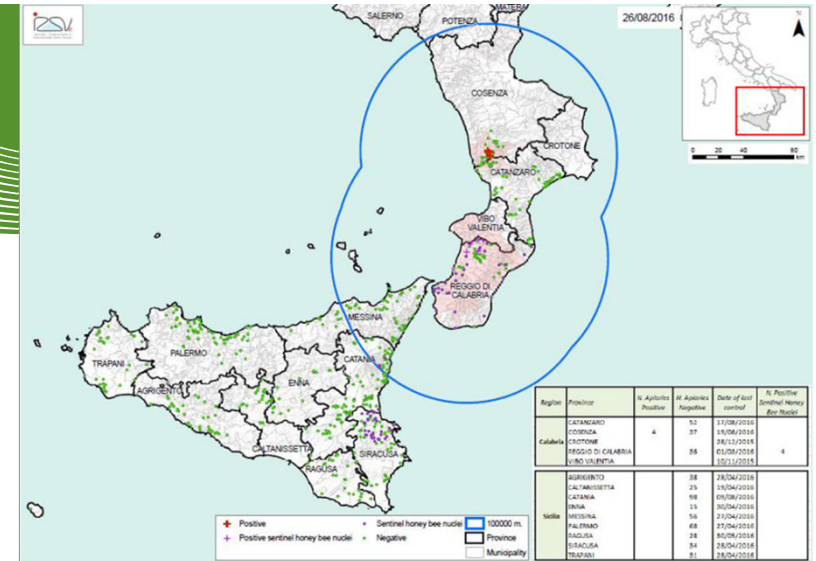 26/08/2016
N
0 20 40 80
km
SALERNO
POTENZA
MATERA
COSENZA
CROTONE
CATANZARO
VIBO
VALENTIA
REGGIO DI
CALABRIA
MESSINA
PALERMO
TRAPANI
CATANIA
ENNA
AGRIGENTO
CALTANISSETTA
SIRACUSA
RAGUSA
Region Province N. Apiaries Positive N. Apiaries Negative Date of last control N. Positive Sentinel Honey Bee Nuclei
Calabria
CATANZARO 52 17/08/2016
COSENZA 4 37 19/08/2016
CROTONE 28/12/2015
REGGIO DI CALABRIA 86 01/08/2016 4
VIBO VALENTIA 10/11/2015
Sicilia
AGRIGENTO 38 28/04/2016
CALTANISSETTA 25 19/04/2016
CATANIA 98 09/08/2016
ENNA 15 30/04/2016
MESSINA 56 27/04/2016
PALERMO 68 27/04/2016
RAGUSA 28 30/05/2016
SIRACUSA 84 28/04/2016
TRAPANI 81 28/04/2016
Positive
Sentinel honey bee nuclei
100000 m.
Positive sentinel honey bee nuclei
Negative
Province
Municipality